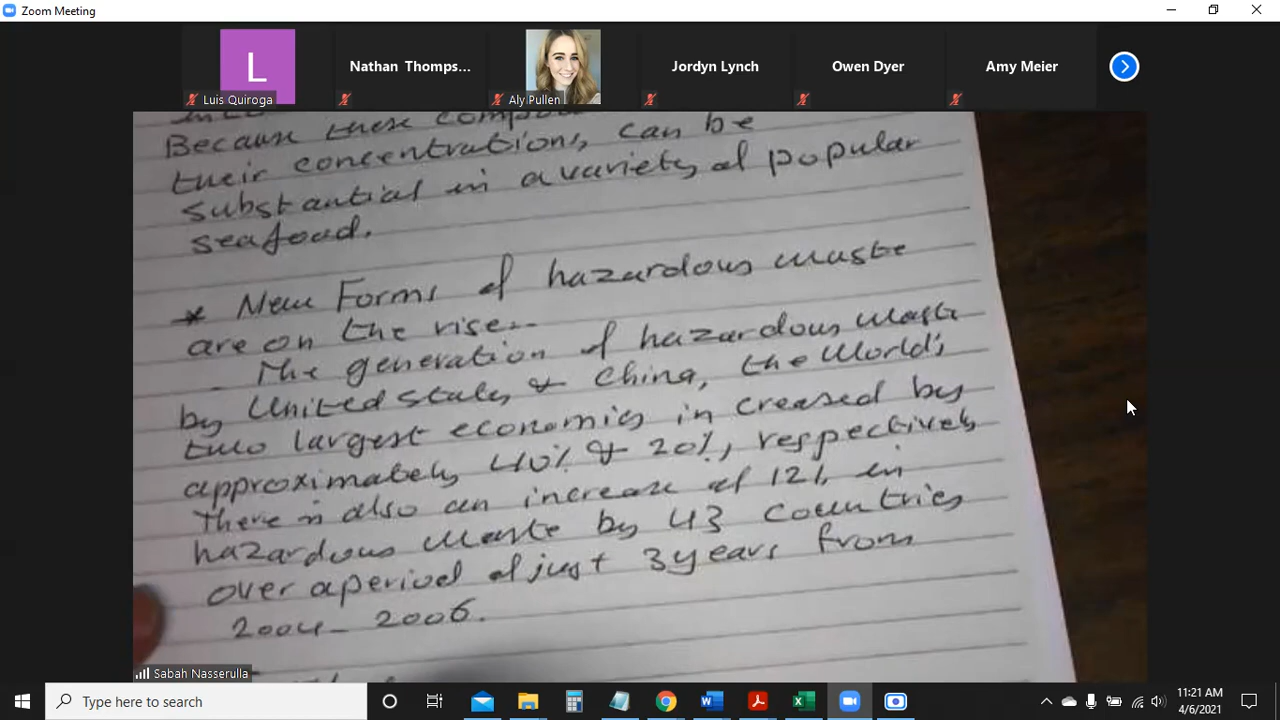 Zoom Meeting
L
Luis Quiroga
Nathan Thomps...
Aly Pullen
Jordyn Lynch
Owen Dyer
Amy Meier
Because these
their concentrations, can be
substantial in a variety of popular
seafood.
* New Forms of hazardous waste
are on the rise..
The generation of hazardous waste
by United States & China, the World's
two largest economies increased by
approximately 40% & 20%, respectively
There is also an increase of 12% in
hazardous waste by 43 countries
over a period of just 3 years from
2004 - 2006.
Sabah Nasserulla
Type here to search
11:21 AM
4/6/2021